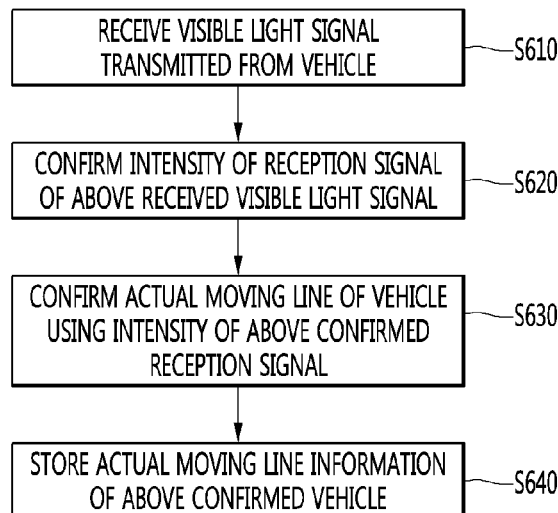 RECEIVE VISIBLE LIGHT SIGNAL
TRANSMITTED FROM VEHICLE
S610
CONFIRM INTENSITY OF RECEPTION SIGNAL
OF ABOVE RECEIVED VISIBLE LIGHT SIGNAL
S620
CONFIRM ACTUAL MOVING LINE OF VEHICLE
USING INTENSITY OF ABOVE CONFIRMED
RECEPTION SIGNAL
S630
STORE ACTUAL MOVING LINE INFORMATION
OF ABOVE CONFIRMED VEHICLE
S640